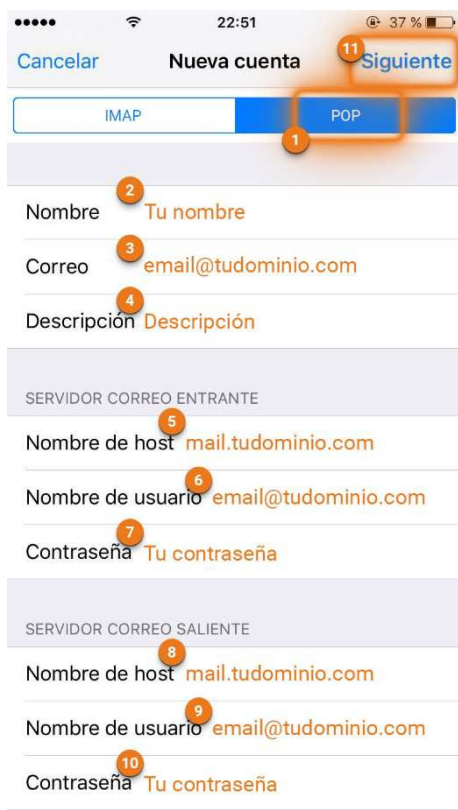 22:51 37 %
Cancelar Nueva cuenta 11 Siguiente
IMAP POP
1
2
Nombre Tu nombre
3
Correo email@tudominio.com
4
Descripción Descripción
SERVIDOR CORREO ENTRANTE
5
Nombre de host mail.tudominio.com
6
Nombre de usuario email@tudominio.com
7
Contraseña Tu contraseña
SERVIDOR CORREO SALIENTE
8
Nombre de host mail.tudominio.com
9
Nombre de usuario email@tudominio.com
10
Contraseña Tu contraseña